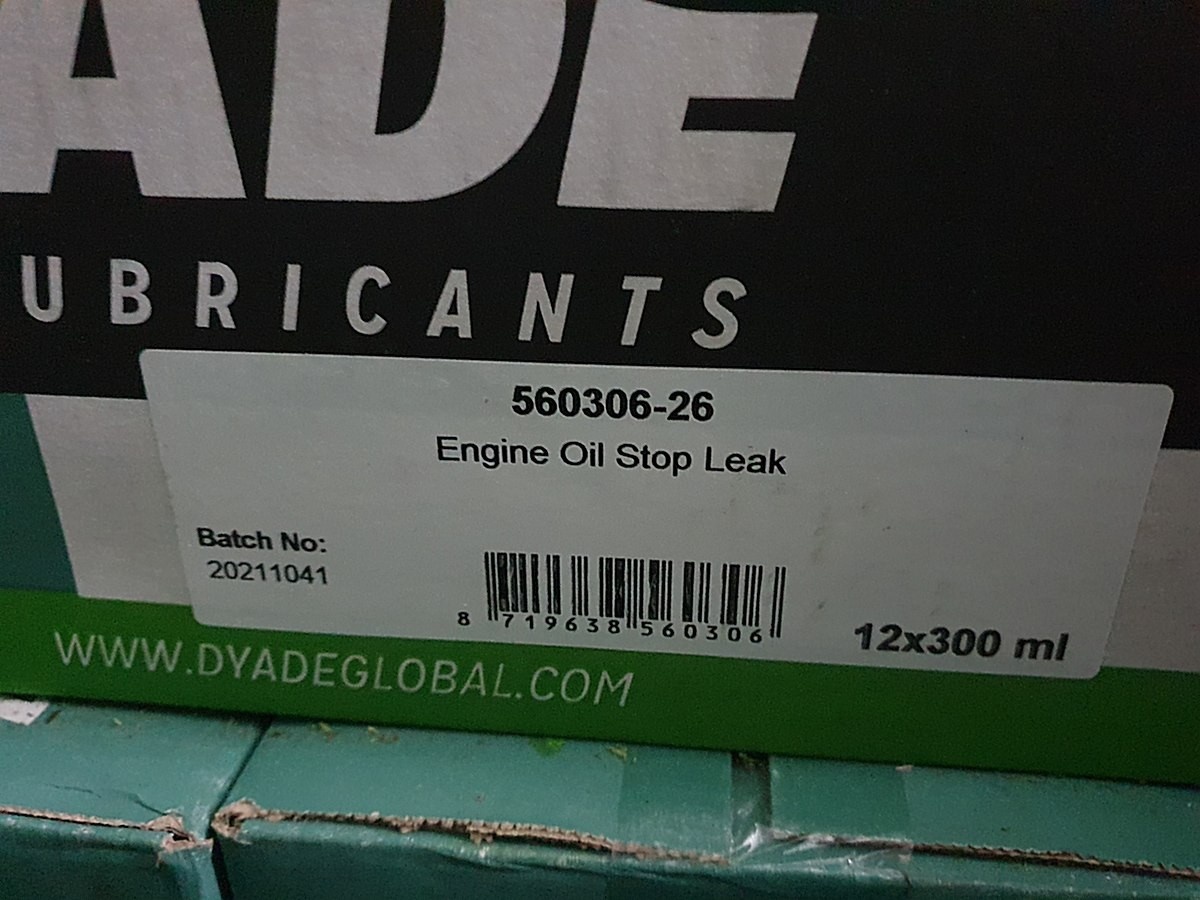 ADE
UBRICANTS
560306-26
Engine Oil Stop Leak
Batch No:
20211041
8 719638 560306
12x300 ml
WWW.DYADEGLOBAL.COM